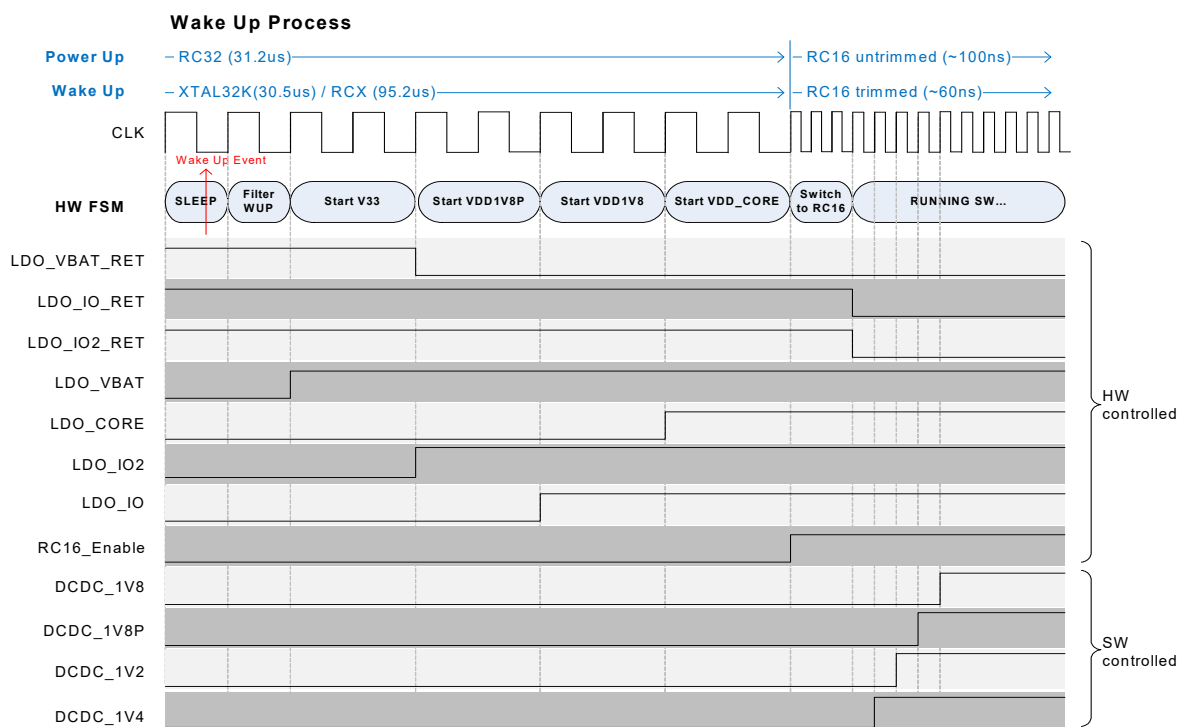 Wake Up Process
Power Up
RC32 (31.2us)
RC16 untrimmed (~100ns)
Wake Up
XTAL32K(30.5us) / RCX (95.2us)
RC16 trimmed (~60ns)
CLK
Wake Up Event
HW FSM
SLEEP
Filter
WUP
Start V33
Start VDD1V8P
Start VDD1V8
Start VDD_CORE
Switch
to RC16
RUNNING SW...
LDO_VBAT_RET
LDO_IO_RET
LDO_IO2_RET
LDO_VBAT
LDO_CORE
LDO_IO2
LDO_IO
RC16_Enable
HW
controlled
DCDC_1V8
DCDC_1V8P
DCDC_1V2
DCDC_1V4
SW
controlled